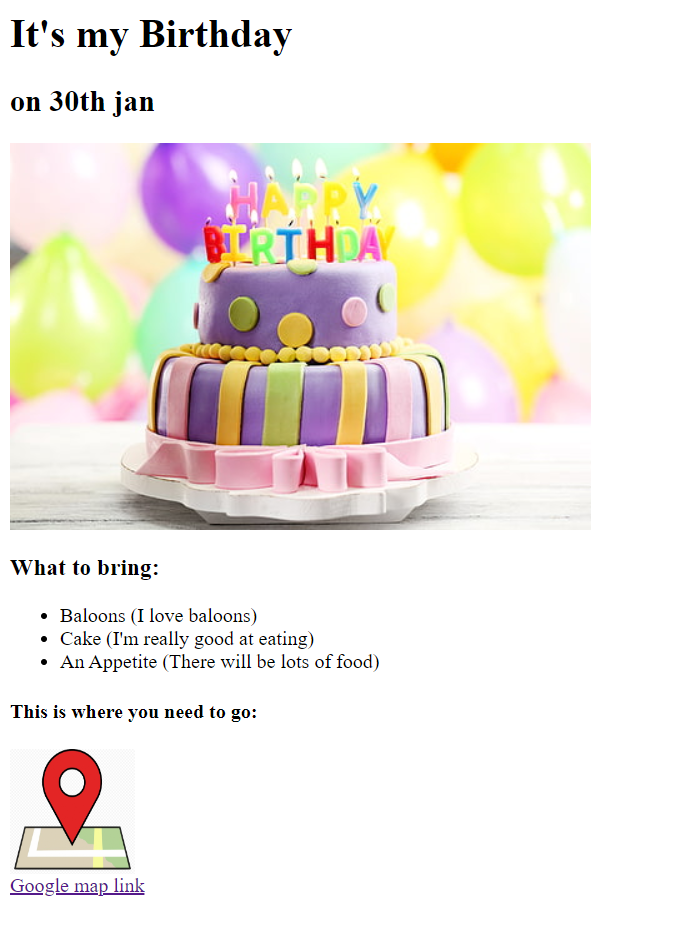 It's my Birthday
on 30th jan
HAPPY
BIRTHDAY
What to bring:
Baloons (I love baloons)
Cake (I'm really good at eating)
An Appetite (There will be lots of food)
This is where you need to go:
Google map link